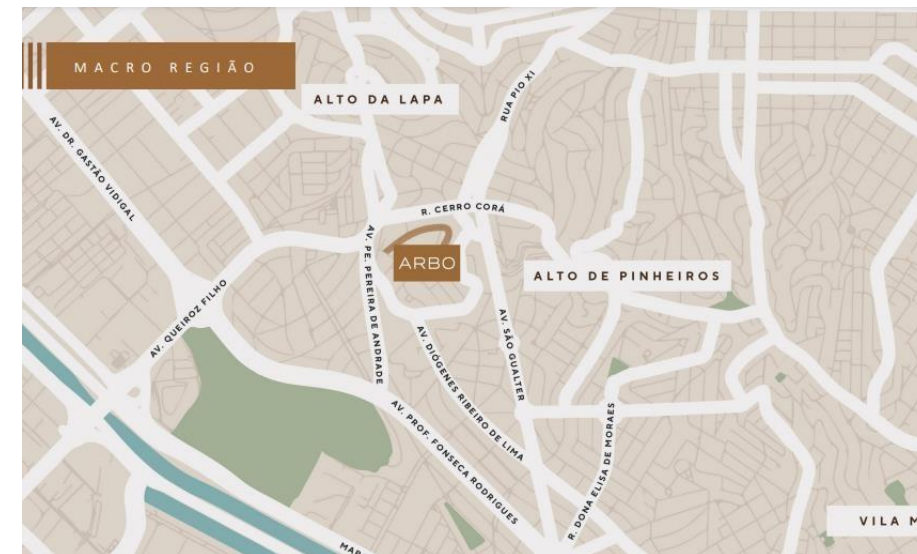 MACRO REGIÃO
ALTO DA LAPA
RUA PIO XI
AV. DR. GASTÃO VIDIGAL
R. CERRO CORÁ
ARBO
ALTO DE PINHEIROS
AV. PE. PEREIRA DE ANDRADE
AV. QUEIROZ FILHO
AV. SÃO GUALTER
AV. DIÓGENES RIBEIRO DE LIMA
AV. PROF. FONSECA RODRIGUES
R. DONA ELISA DE MORAES
VILA M
MAR